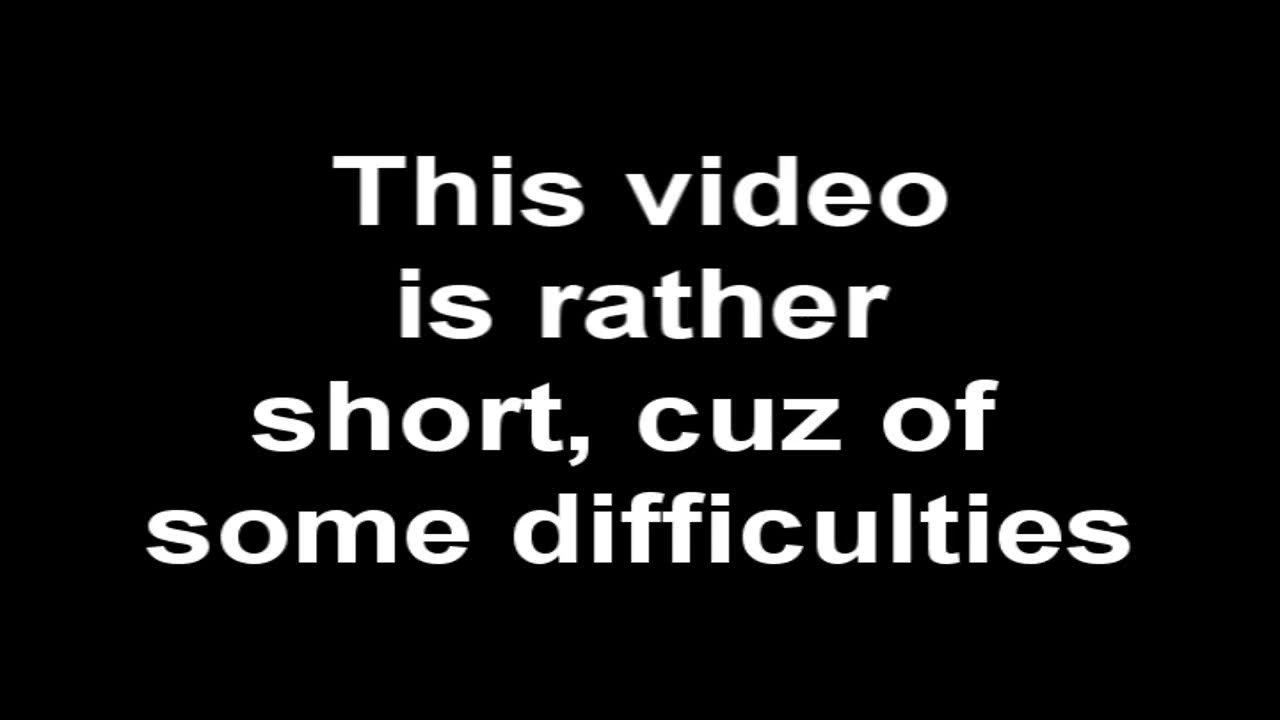 This video
is rather
short, cuz of
some difficulties